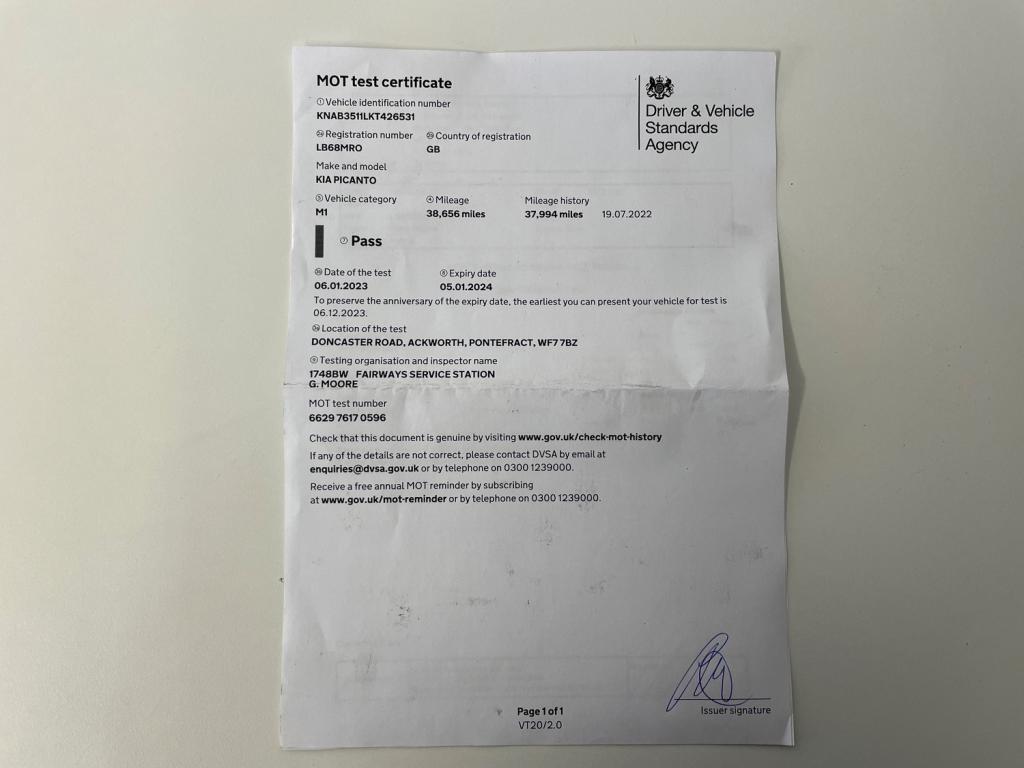 MOT test certificate
Driver & Vehicle
Standards
Agency
① Vehicle identification number
KNAB3511LKT426531
Registration number Country of registration
LB68MRO GB
Make and model
KIA PICANTO
Vehicle category ④ Mileage Mileage history
M1 38,656 miles 37,994 miles 19.07.2022
⑦ Pass
Date of the test ⑧ Expiry date
06.01.2023 05.01.2024
To preserve the anniversary of the expiry date, the earliest you can present your vehicle for test is
06.12.2023.
Location of the test
DONCASTER ROAD, ACKWORTH, PONTEFRACT, WF7 7BZ
⑨ Testing organisation and inspector name
1748BW FAIRWAYS SERVICE STATION
G. MOORE
MOT test number
6629 7617 0596
Check that this document is genuine by visiting www.gov.uk/check-mot-history
If any of the details are not correct, please contact DVSA by email at
enquiries@dvsa.gov.uk or by telephone on 0300 1239000.
Receive a free annual MOT reminder by subscribing
at www.gov.uk/mot-reminder or by telephone on 0300 1239000.
Issuer signature
Page 1 of 1
VT20/2.0